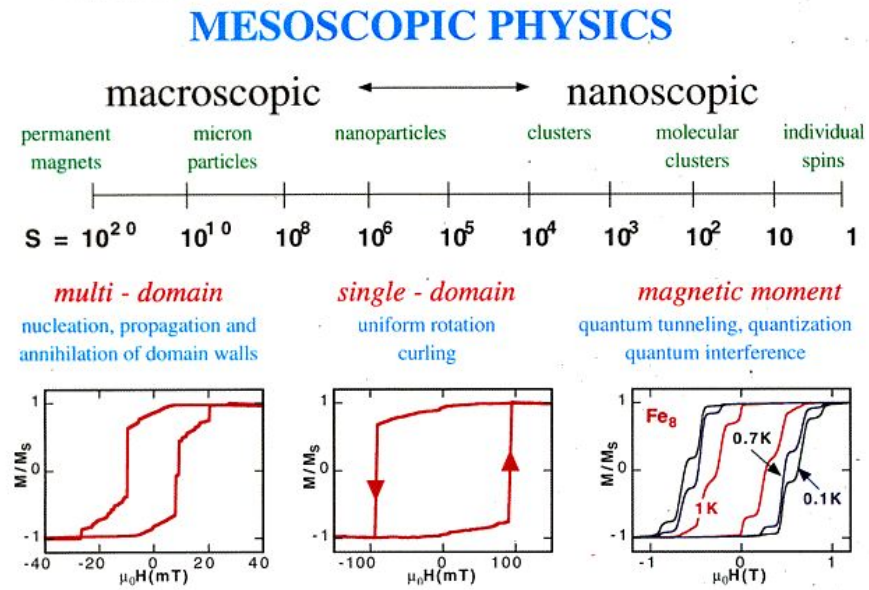 MESOSCOPIC PHYSICS
macroscopic nanoscopic
permanent micron nanoparticles clusters molecular individual
magnets particles clusters spins
S = 10²⁰ 10¹⁰ 10⁸ 10⁶ 10⁵ 10⁴ 10³ 10² 10 1
multi - domain single - domain magnetic moment
nucleation, propagation and uniform rotation quantum tunneling, quantization
annihilation of domain walls curling quantum interference
M/M_S
1
0
-1
-40 -20 0 20 40
μ₀H(mT)
M/M_S
1
0
-1
-100 0 100
μ₀H(mT)
M/M_S
1
0
-1
Fe₈
0.7K
1K
0.1K
-1 0 1
μ₀H(T)